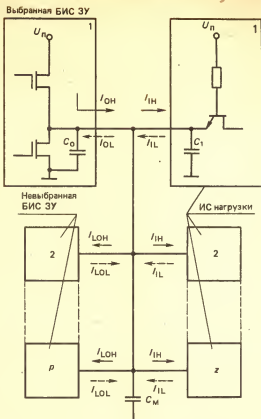 Выбранная БИС ЗУ
1
1
Uп
Uп
IOH
IIH
IOL
IIL
C0
C1
Невыбранная БИС ЗУ
ИС нагрузки
2
ILOH
IIH
2
ILOL
IIL
p
ILOH
IIH
z
ILOL
IIL
CM